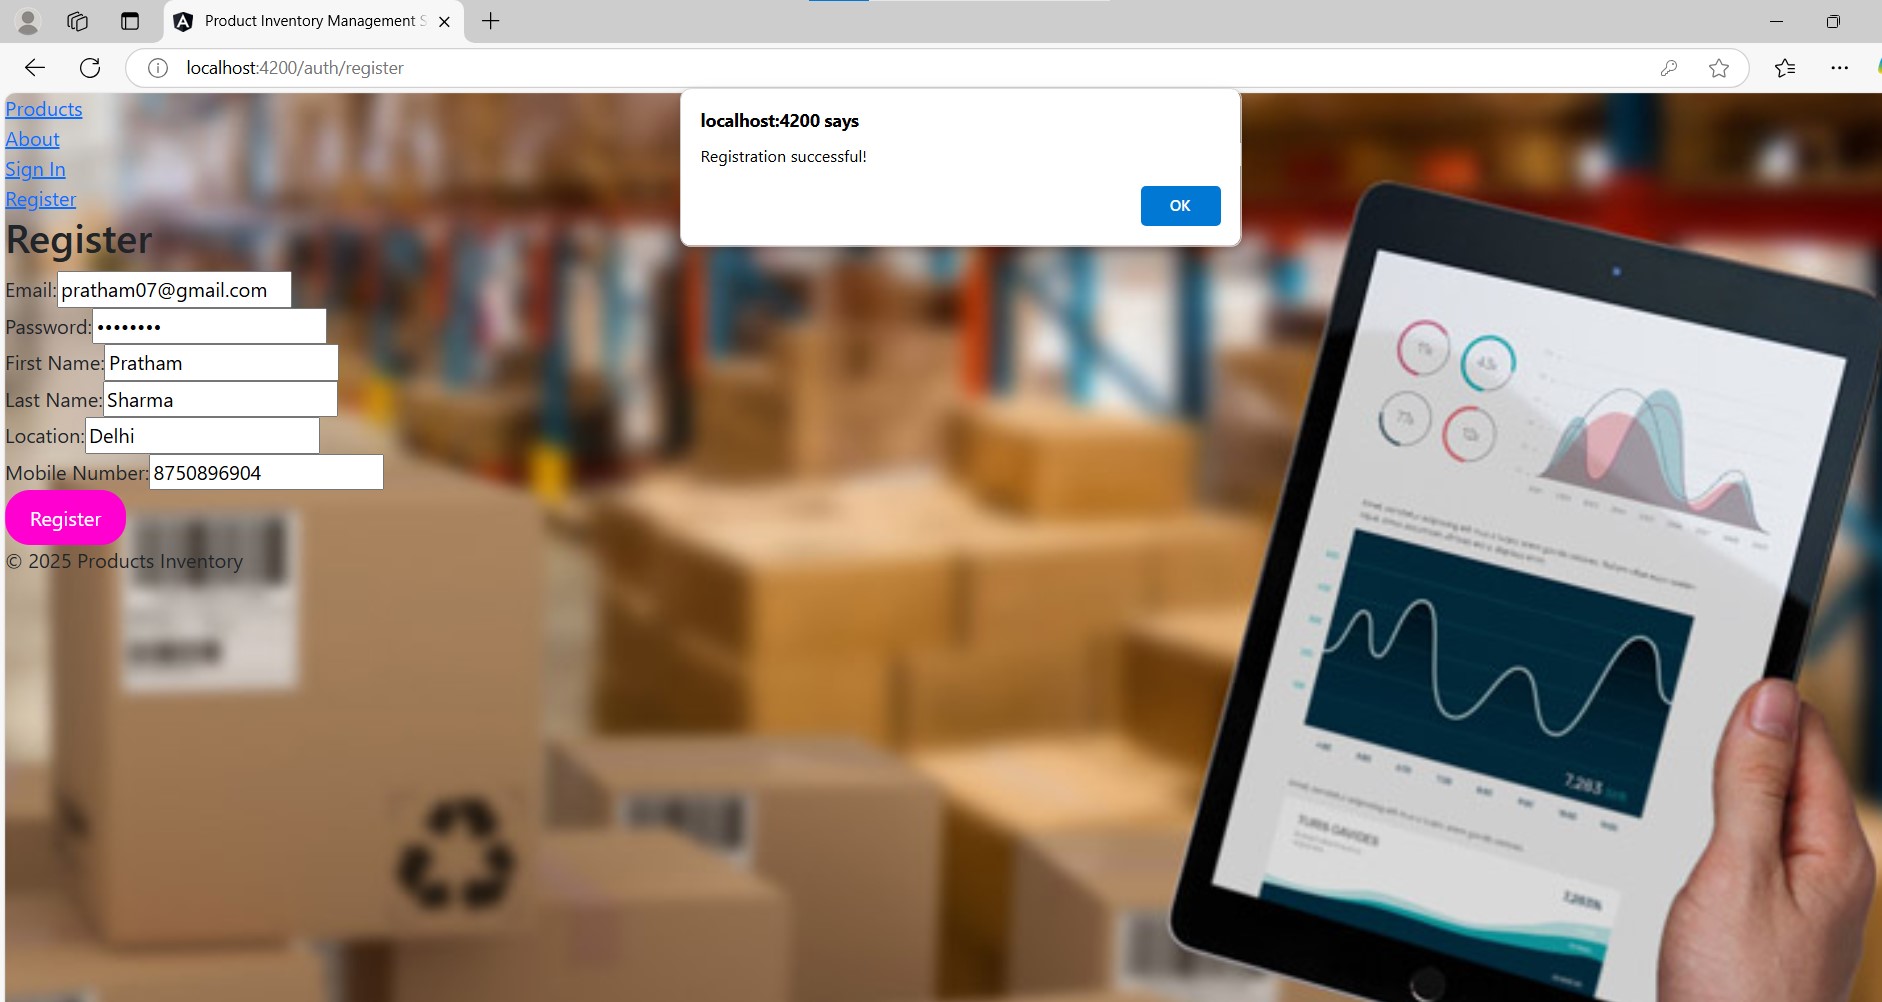 Product Inventory Management S
localhost:4200/auth/register
localhost:4200 says
Registration successful!
OK
Products
About
Sign In
Register
Register
Email: pratham07@gmail.com
Password: ••••••••
First Name: Pratham
Last Name: Sharma
Location: Delhi
Mobile Number: 8750896904
Register
© 2025 Products Inventory